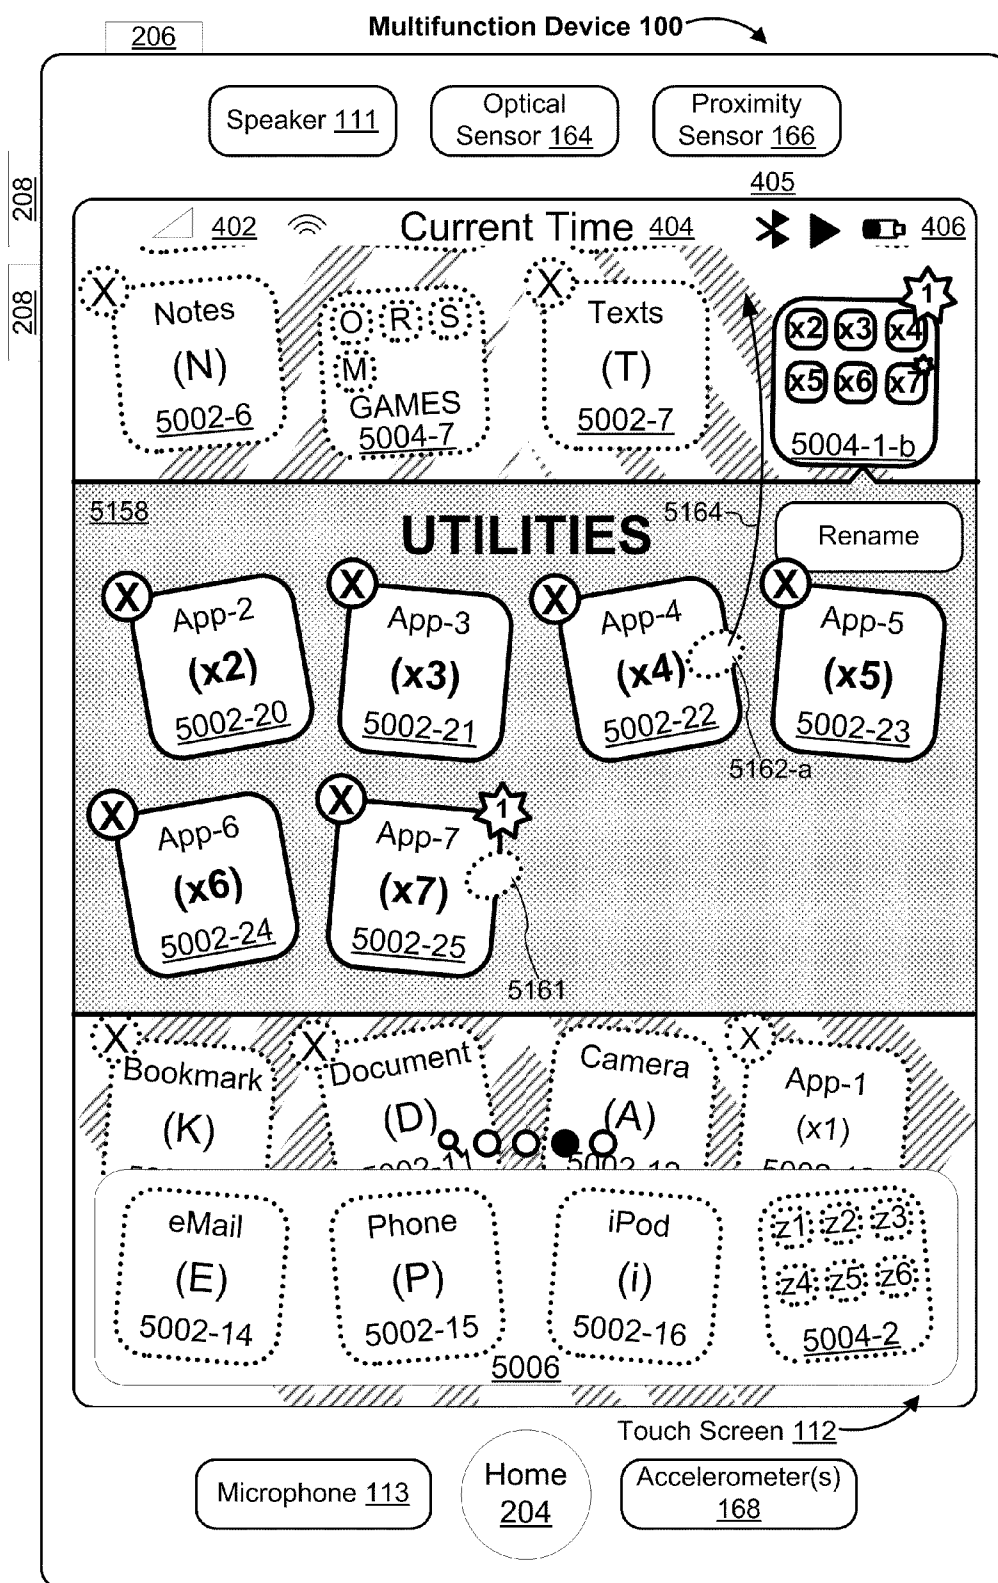 206
Multifunction Device 100
Speaker 111
Optical
Sensor 164
Proximity
Sensor 166
208
208
402
Current Time 404
405
406
X
Notes
(N)
5002-6
O R S
M
GAMES
5004-7
X
Texts
(T)
5002-7
1
x2 x3 x4
x5 x6 x7
5004-1-b
5158
UTILITIES
5164
Rename
X
App-2
(x2)
5002-20
X
App-3
(x3)
5002-21
X
App-4
(x4)
5002-22
X
App-5
(x5)
5002-23
5162-a
X
App-6
(x6)
5002-24
X
1
App-7
(x7)
5002-25
5161
X
Bookmark
(K)
X
Document
(D)
5002-11
Camera
(A)
5002-12
X
App-1
(x1)
eMail
(E)
5002-14
Phone
(P)
5002-15
iPod
(i)
5002-16
z1 z2 z3
z4 z5 z6
5004-2
5006
Touch Screen 112
Microphone 113
Home
204
Accelerometer(s)
168